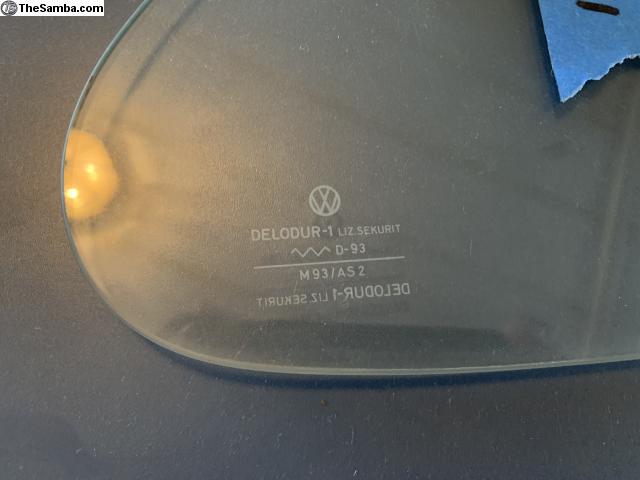 TheSamba.com
DELODUR-1 LIZ.SEKURIT
D-93
M93/AS2
DELODUR-1 LIZ.SEKURIT